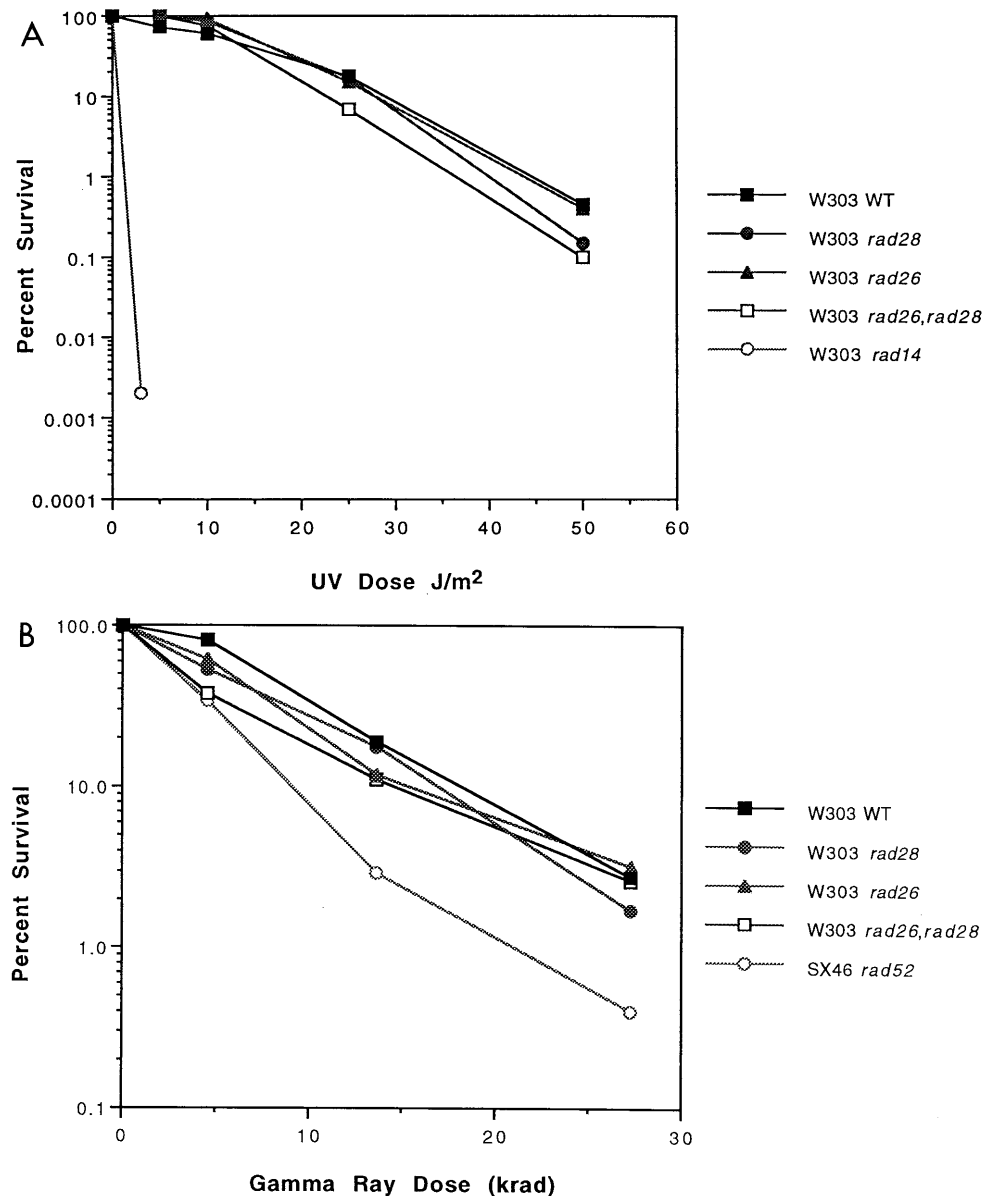 A
100
10
1
0.1
0.01
0.001
0.0001
Percent Survival
0 10 20 30 40 50 60
UV Dose J/m2
W303 WT
W303 rad28
W303 rad26
W303 rad26,rad28
W303 rad14
B
100.0
10.0
1.0
0.1
Percent Survival
0 10 20 30
Gamma Ray Dose (krad)
W303 WT
W303 rad28
W303 rad26
W303 rad26,rad28
SX46 rad52